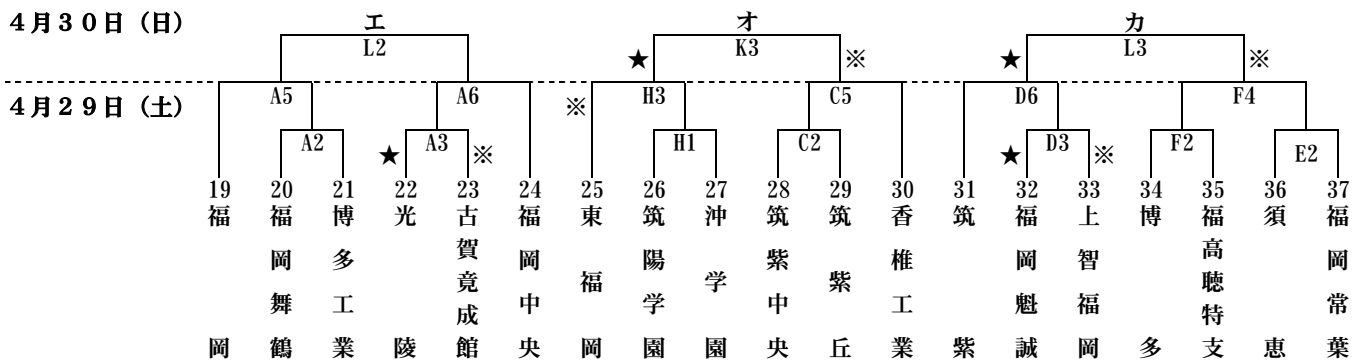 4月30日(日)
エ
オ
カ
L2
★
K3
※
★
L3
※
4月29日(土)
A5
A6
※
H3
C5
D6
F4
A2
★
A3
※
H1
C2
★
D3
※
F2
E2
19
20
21
22
23
24
25
26
27
28
29
30
31
32
33
34
35
36
37
福岡
福岡舞鶴
博多工業
光陵
古賀竟成館
福岡中央
東福岡
筑陽学園
沖学園
筑紫中央
筑紫丘
香椎工業
筑紫
福岡魁誠
上智福岡
博多
福高聴特支
須恵
福岡常葉